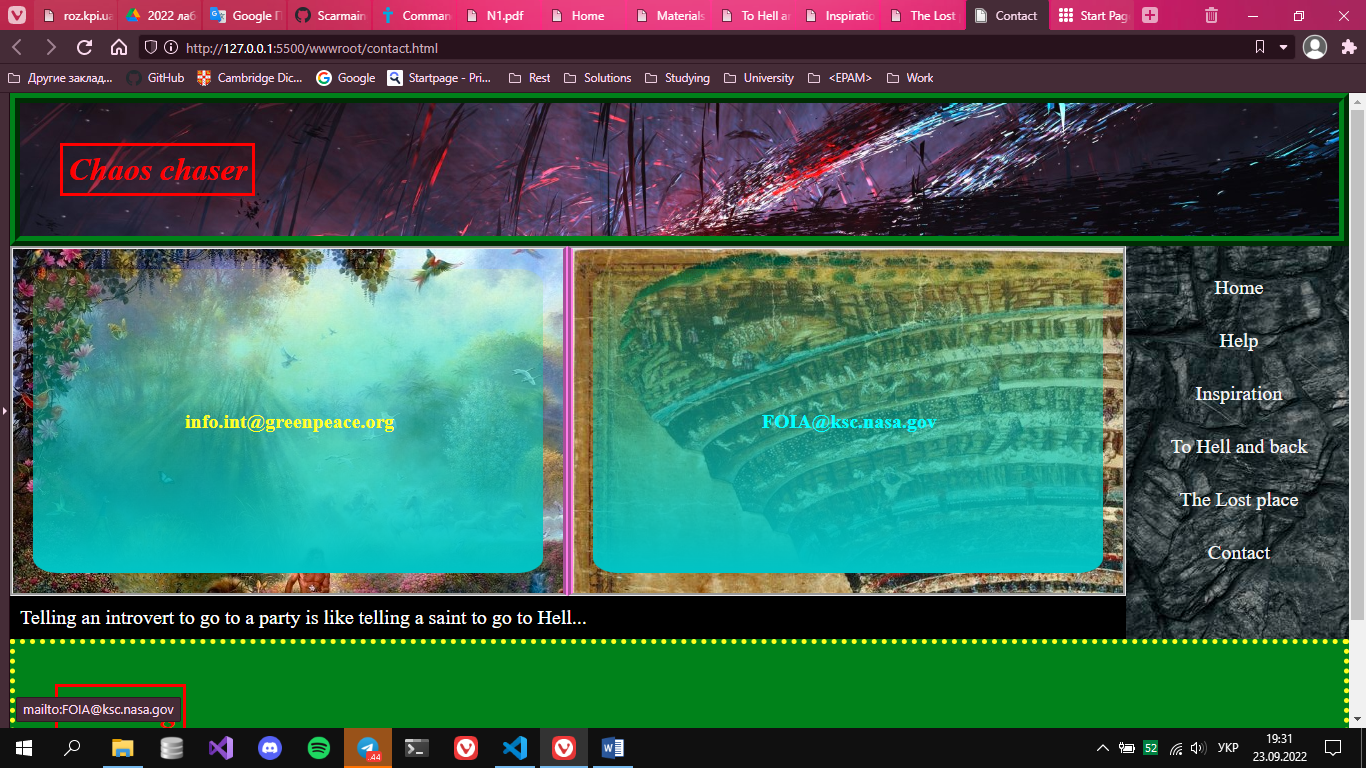 roz.kpi.ua
2022 лаб
Google П
Scarmain
Comman
N1.pdf
Home
Materials
To Hell an
Inspiratio
The Lost
Contact
Start Pag
http://127.0.0.1:5500/wwwroot/contact.html
Другие заклад...
GitHub
Cambridge Dic...
Google
Startpage - Pri...
Rest
Solutions
Studying
University
<EPAM>
Work
Chaos chaser
info.int@greenpeace.org
FOIA@ksc.nasa.gov
Home
Help
Inspiration
To Hell and back
The Lost place
Contact
Telling an introvert to go to a party is like telling a saint to go to Hell...
mailto:FOIA@ksc.nasa.gov
44
52
УКР
19:31
23.09.2022